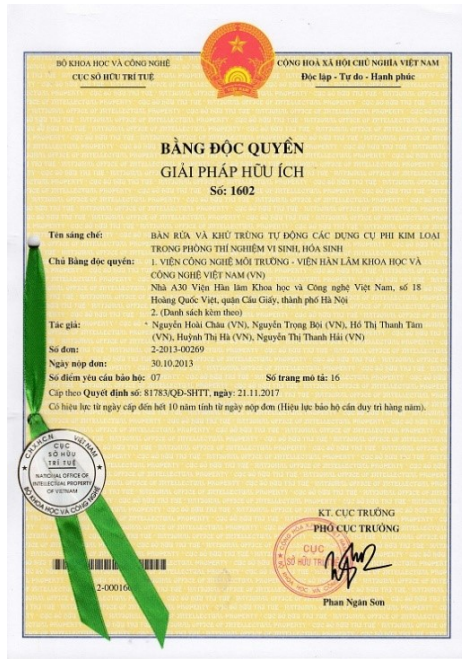 BỘ KHOA HỌC VÀ CÔNG NGHỆ
CỤC SỞ HỮU TRÍ TUỆ
CỘNG HOÀ XÃ HỘI CHỦ NGHĨA VIỆT NAM
Độc lập - Tự do - Hạnh phúc
BẰNG ĐỘC QUYỀN
GIẢI PHÁP HỮU ÍCH
Số: 1602
Tên sáng chế: BÀN RỬA VÀ KHỬ TRÙNG TỰ ĐỘNG CÁC DỤNG CỤ PHI KIM LOẠI
TRONG PHÒNG THÍ NGHIỆM VI SINH, HÓA SINH
Chủ Bằng độc quyền: 1. VIỆN CÔNG NGHỆ MÔI TRƯỜNG - VIỆN HÀN LÂM KHOA HỌC VÀ
CÔNG NGHỆ VIỆT NAM (VN)
Nhà A30 Viện Hàn lâm Khoa học và Công nghệ Việt Nam, số 18
Hoàng Quốc Việt, quận Cầu Giấy, thành phố Hà Nội
2. (Danh sách kèm theo)
Tác giả: Nguyễn Hoài Châu (VN), Nguyễn Trọng Bội (VN), Hồ Thị Thanh Tâm
(VN), Huỳnh Thị Hà (VN), Nguyễn Thị Thanh Hải (VN)
Số đơn: 2-2013-00269
Ngày nộp đơn: 30.10.2013
Số điểm yêu cầu bảo hộ: 07 Số trang mô tả: 16
Cấp theo Quyết định số: 81783/QĐ-SHTT, ngày: 21.11.2017
Có hiệu lực từ ngày cấp đến hết 10 năm tính từ ngày nộp đơn (Hiệu lực bảo hộ cần duy trì hàng năm).
C.H.X.H.C.N VIỆT NAM
CỤC
SỞ HỮU
TRÍ TUỆ
NATIONAL OFFICE OF
INTELLECTUAL PROPERTY
OF VIETNAM
BỘ KHOA HỌC VÀ CÔNG NGHỆ
KT. CỤC TRƯỞNG
PHÓ CỤC TRƯỞNG
CỤC
SỞ HỮU TRÍ TUỆ
2-000160
Phan Ngân Sơn